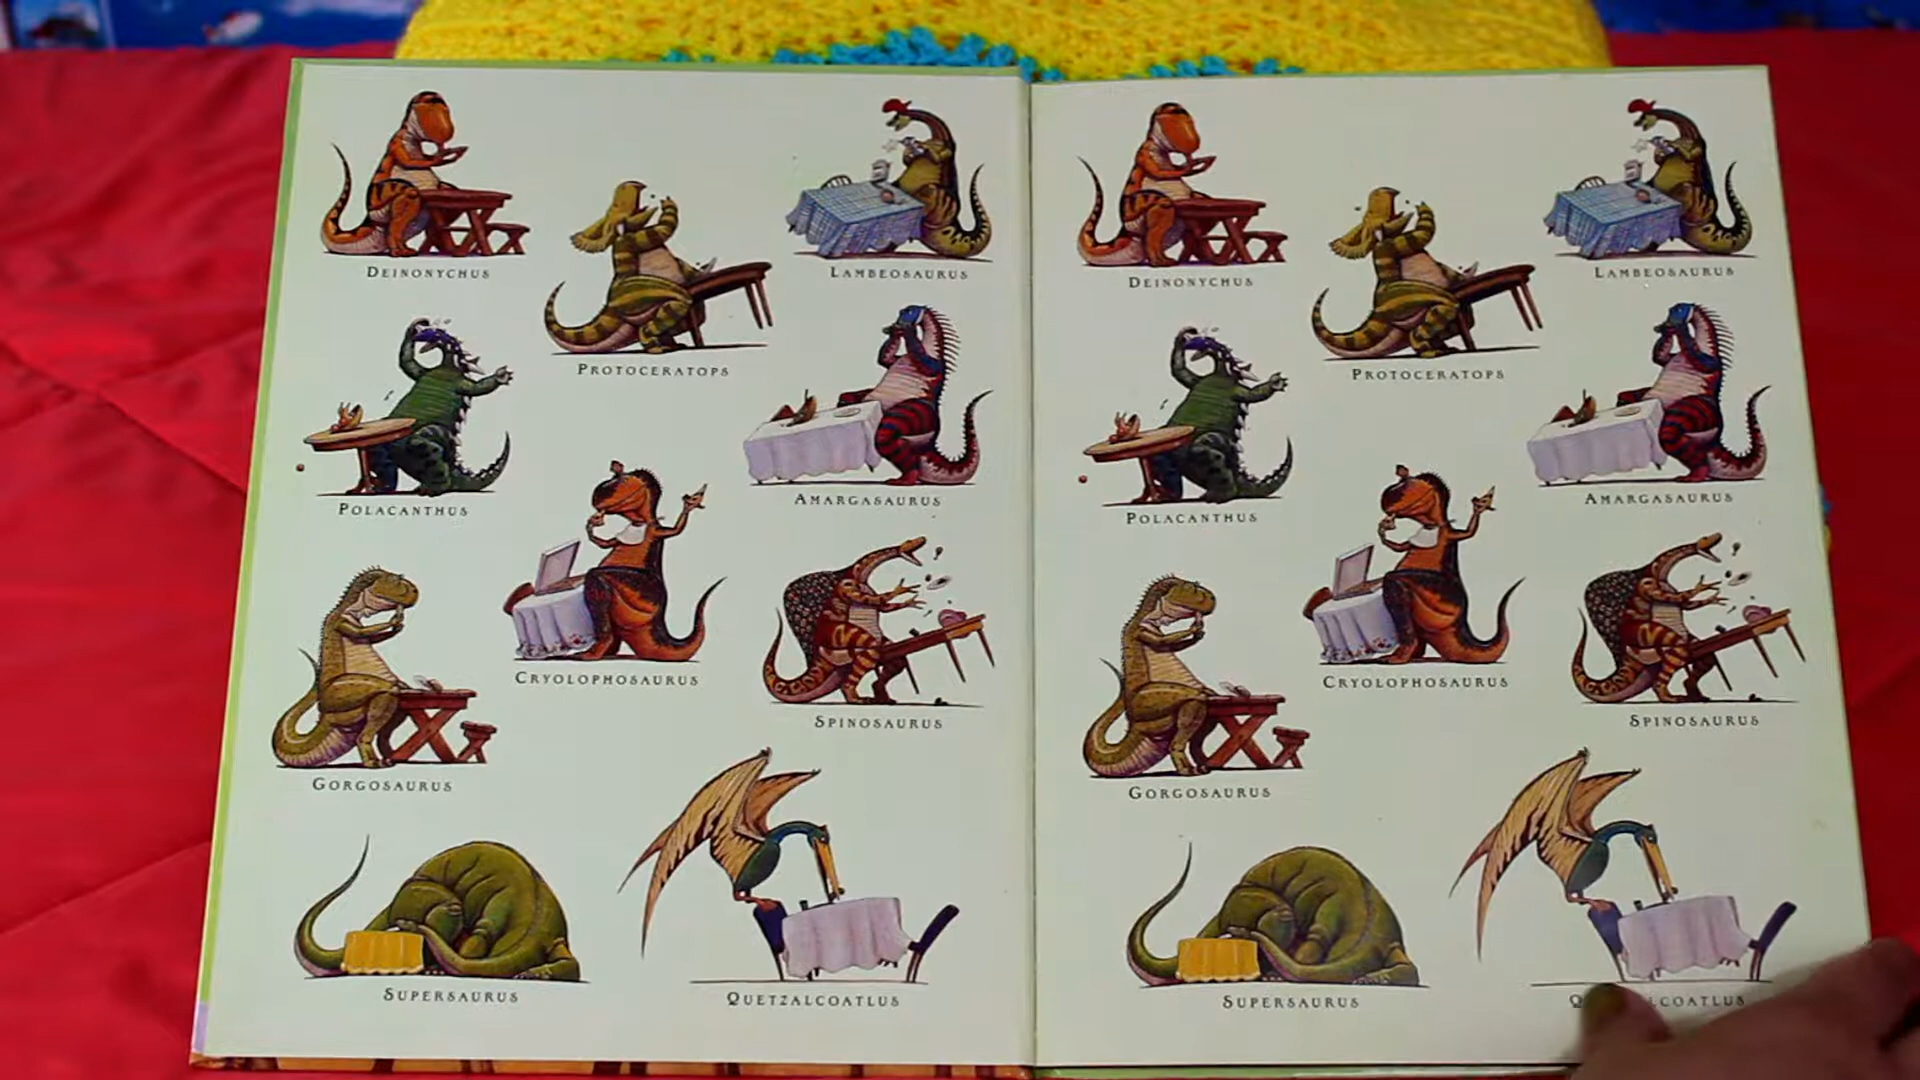 DEINONYCHUS
LAMBEOSAURUS
PROTOCERATOPS
POLACANTHUS
AMARGASAURUS
CRYOLOPHOSAURUS
SPINOSAURUS
GORGOSAURUS
SUPERSAURUS
QUETZALCOATLUS
DEINONYCHUS
LAMBEOSAURUS
PROTOCERATOPS
POLACANTHUS
AMARGASAURUS
CRYOLOPHOSAURUS
SPINOSAURUS
GORGOSAURUS
SUPERSAURUS